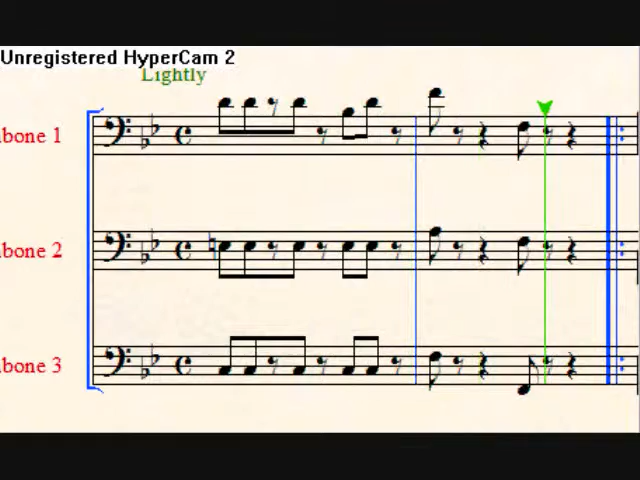 Unregistered HyperCam 2
Lightly
bone 1
bone 2
bone 3